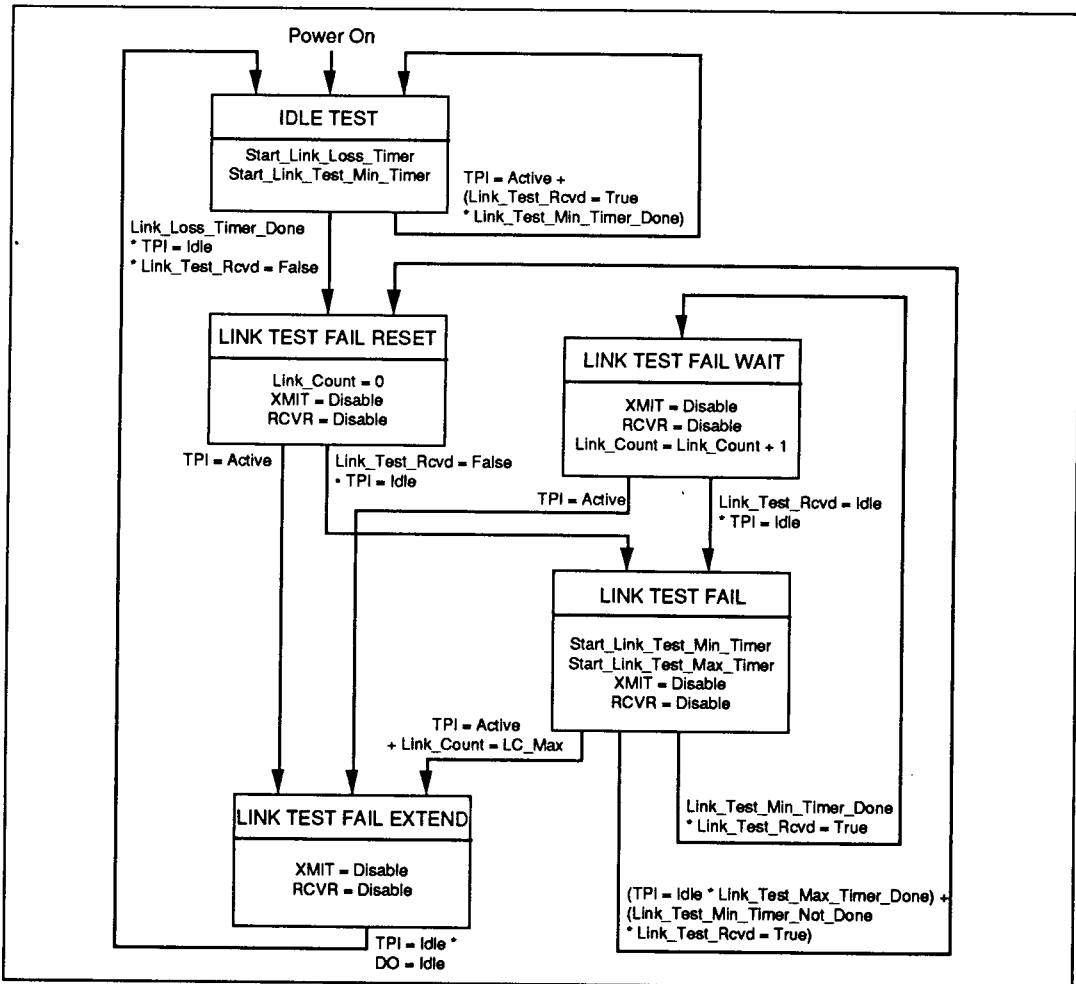 Power On
IDLE TEST
Start_Link_Loss_Timer
Start_Link_Test_Min_Timer
TPI = Active +
(Link_Test_Rcvd = True
* Link_Test_Min_Timer_Done)
Link_Loss_Timer_Done
* TPI = Idle
* Link_Test_Rcvd = False
LINK TEST FAIL RESET
Link_Count = 0
XMIT = Disable
RCVR = Disable
LINK TEST FAIL WAIT
XMIT = Disable
RCVR = Disable
Link_Count = Link_Count + 1
TPI = Active
Link_Test_Rcvd = False
* TPI = Idle
TPI = Active
Link_Test_Rcvd = Idle
* TPI = Idle
LINK TEST FAIL
Start_Link_Test_Min_Timer
Start_Link_Test_Max_Timer
XMIT = Disable
RCVR = Disable
TPI = Active
+ Link_Count = LC_Max
LINK TEST FAIL EXTEND
XMIT = Disable
RCVR = Disable
Link_Test_Min_Timer_Done
* Link_Test_Rcvd = True
(TPI = Idle * Link_Test_Max_Timer_Done) +
(Link_Test_Min_Timer_Not_Done
* Link_Test_Rcvd = True)
TPI = Idle *
DO = Idle